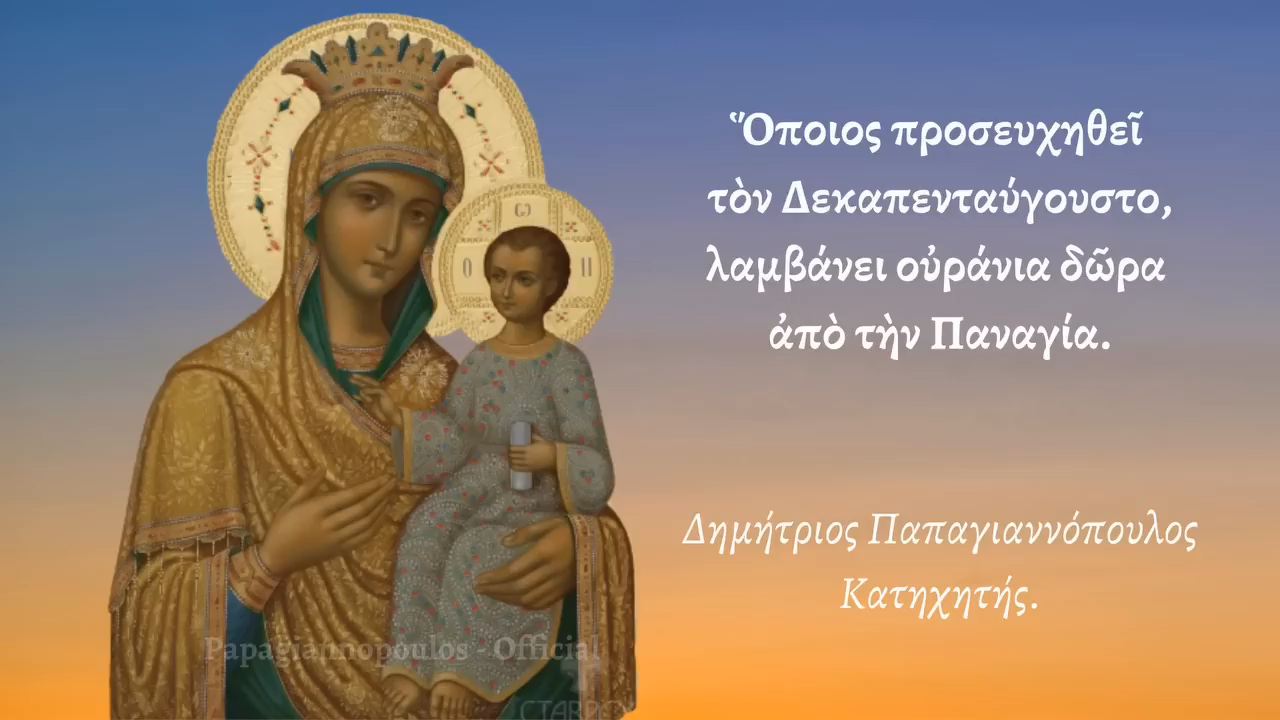 Ὅποιος προσευχηθεῖ
τὸν Δεκαπενταύγουστο,
λαμβάνει οὐράνια δῶρα
ἀπὸ τὴν Παναγία.
Δημήτριος Παπαγιαννόπουλος
Κατηχητής.
ω
Ο Π
Papagiannopoulos - Official